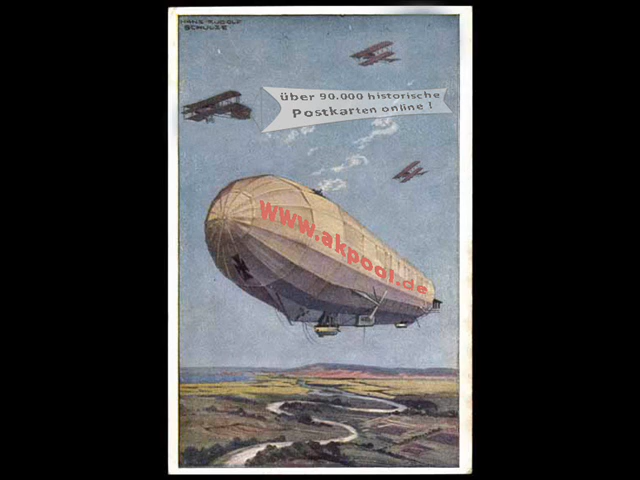 HANS RUDOLF
SCHULZE
über 90.000 historische
Postkarten online !
www.akpool.de